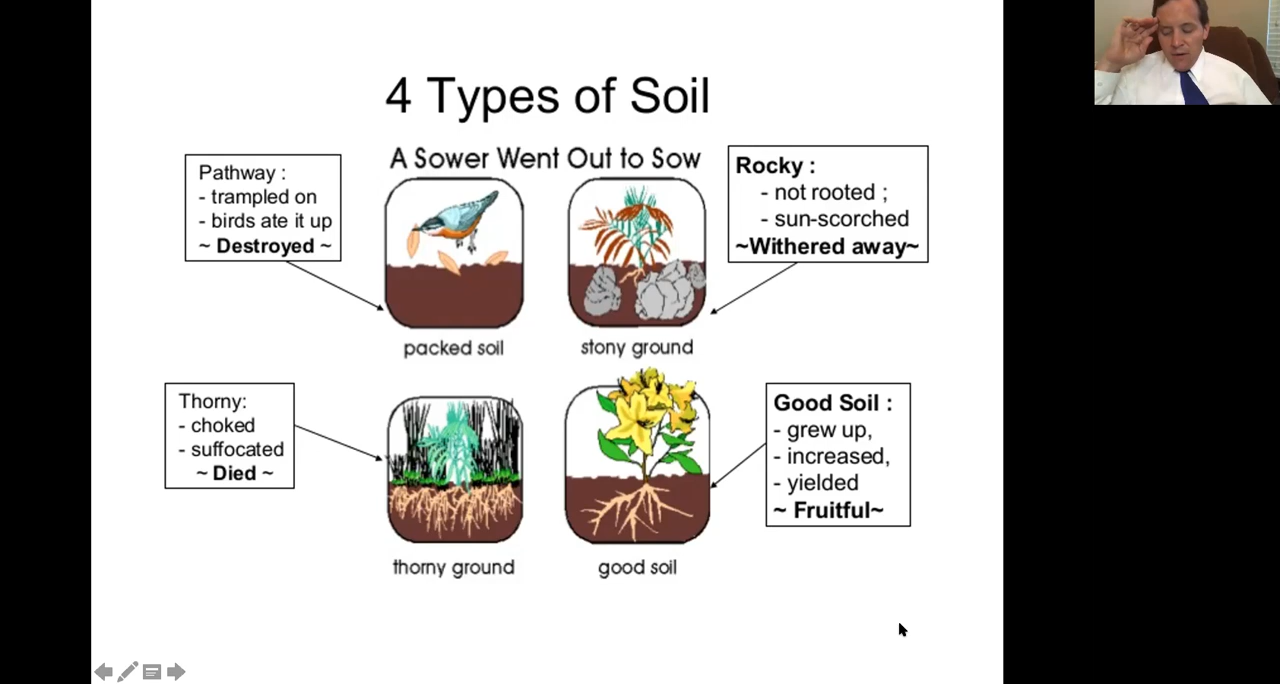 4 Types of Soil
A Sower Went Out to Sow
Pathway :
- trampled on
- birds ate it up
~ Destroyed ~
Rocky :
- not rooted ;
- sun-scorched
~Withered away~
packed soil
stony ground
Thorny:
- choked
- suffocated
~ Died ~
Good Soil :
- grew up,
- increased,
- yielded
~ Fruitful~
thorny ground
good soil